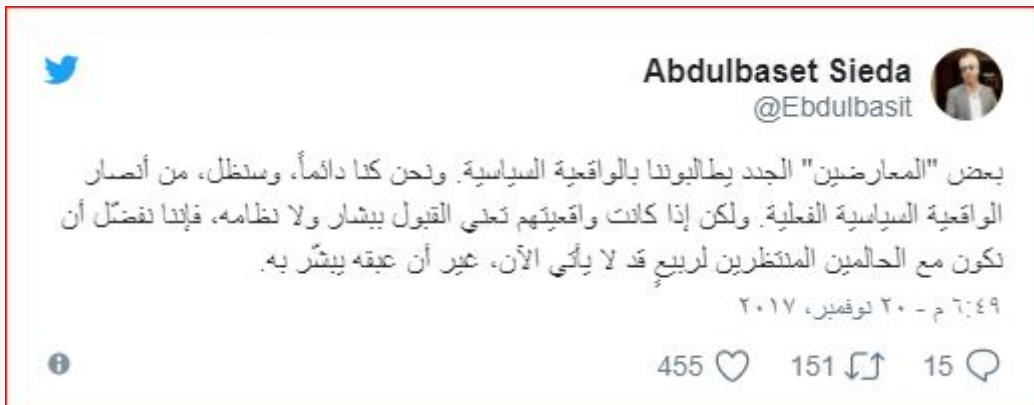 Abdulbaset Sieda
@Ebdulbasit
بعض "المعارضين" الجدد يطالبوننا بالواقعية السياسية. ونحن كنا دائماً، وسنظل، من أنصار
الواقعية السياسية الفعلية. ولكن إذا كانت واقعيتهم تعني القبول ببشار ولا نظامه، فإننا نفضّل أن
نكون مع الحالمين المنتظرين لربيعٍ قد لا يأتي الآن، غير أن عبقه يبشّر به.
٦:٤٩ م - ٢٠ نوفمبر، ٢٠١٧
15 151 455